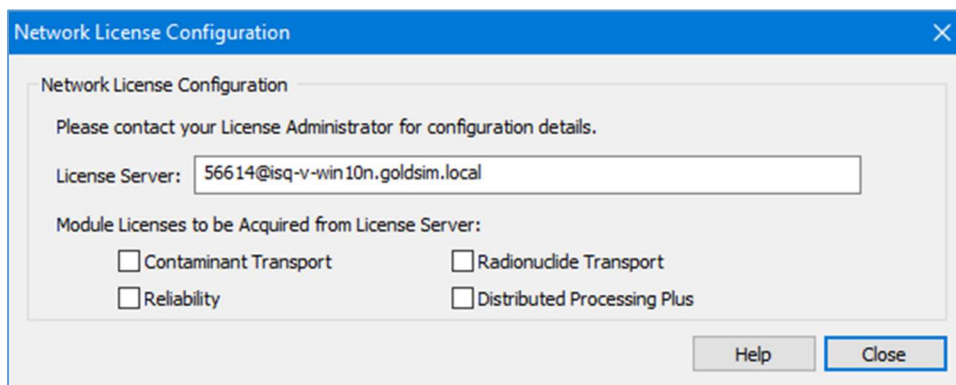 Network License Configuration
Network License Configuration
Please contact your License Administrator for configuration details.
License Server: 56614@isq-v-win10n.goldsim.local
Module Licenses to be Acquired from License Server:
Contaminant Transport Radionuclide Transport
Reliability Distributed Processing Plus
Help Close